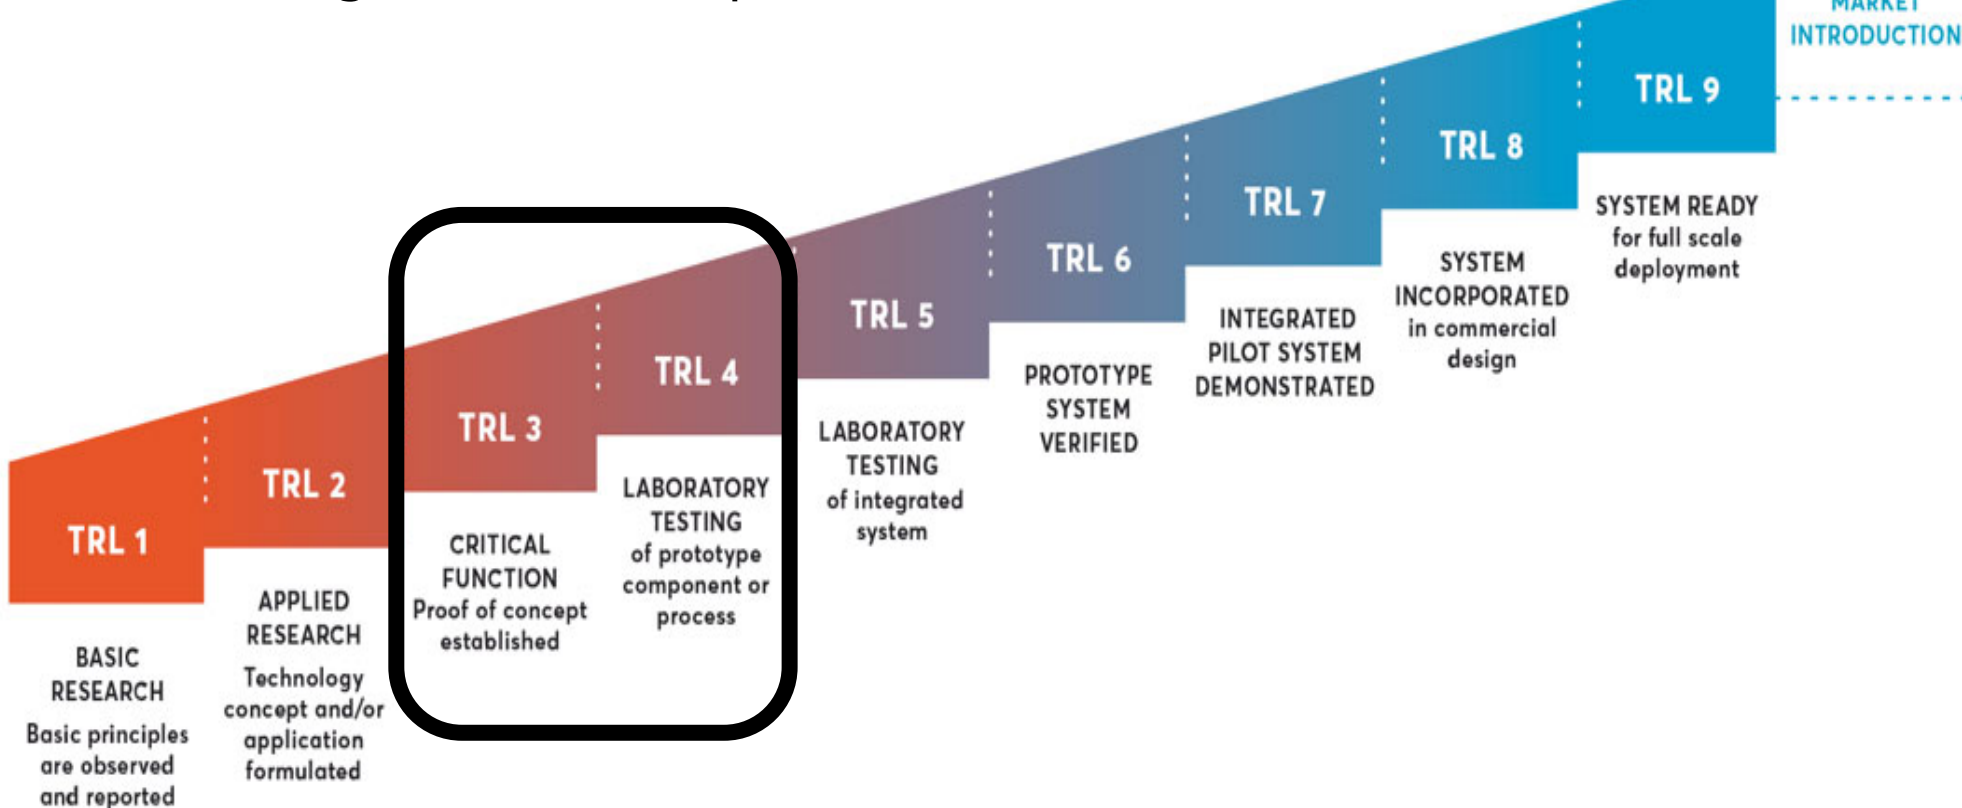 MARKET
INTRODUCTION
TRL 9
SYSTEM READY
for full scale
deployment
TRL 8
SYSTEM
INCORPORATED
in commercial
design
TRL 7
INTEGRATED
PILOT SYSTEM
DEMONSTRATED
TRL 6
PROTOTYPE
SYSTEM
VERIFIED
TRL 5
LABORATORY
TESTING
of integrated
system
TRL 4
LABORATORY
TESTING
of prototype
component or
process
TRL 3
CRITICAL
FUNCTION
Proof of concept
established
TRL 2
APPLIED
RESEARCH
Technology
concept and/or
application
formulated
TRL 1
BASIC
RESEARCH
Basic principles
are observed
and reported